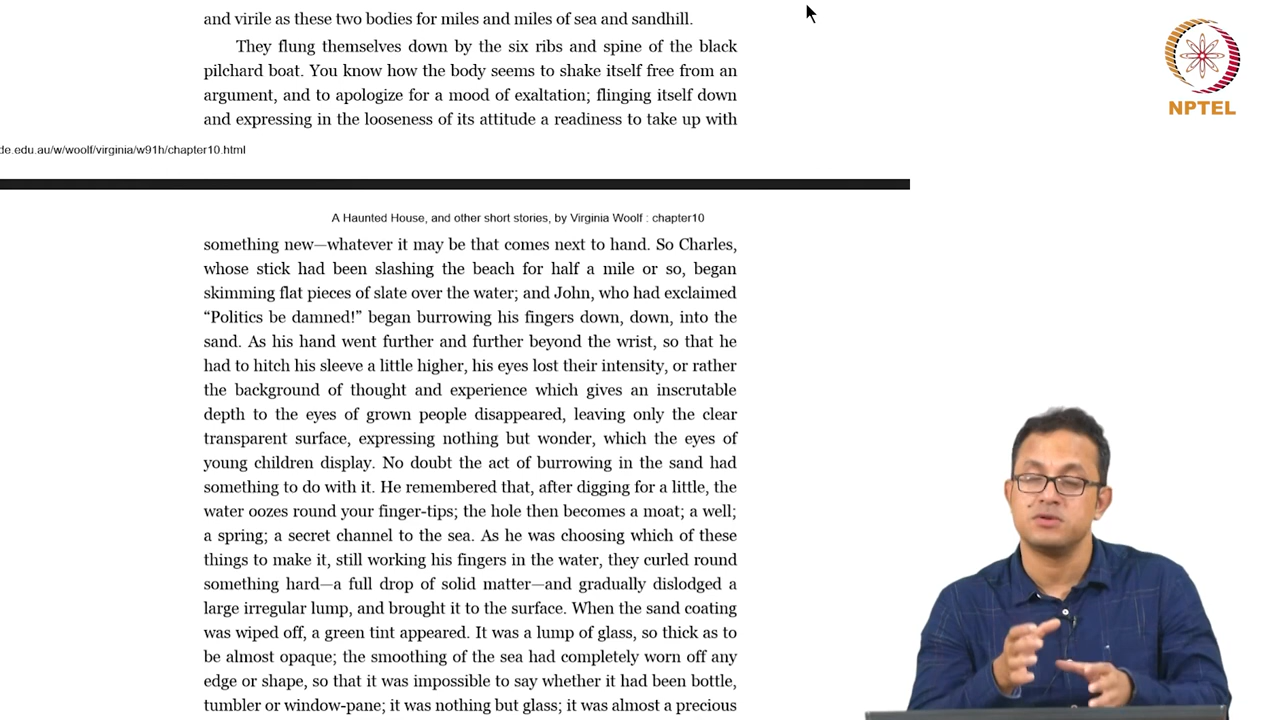 and virile as these two bodies for miles and miles of sea and sandhill.
They flung themselves down by the six ribs and spine of the black
pilchard boat. You know how the body seems to shake itself free from an
argument, and to apologize for a mood of exaltation; flinging itself down
and expressing in the looseness of its attitude a readiness to take up with
de.edu.au/w/woolf/virginia/w91h/chapter10.html
A Haunted House, and other short stories, by Virginia Woolf : chapter10
something new—whatever it may be that comes next to hand. So Charles,
whose stick had been slashing the beach for half a mile or so, began
skimming flat pieces of slate over the water; and John, who had exclaimed
“Politics be damned!” began burrowing his fingers down, down, into the
sand. As his hand went further and further beyond the wrist, so that he
had to hitch his sleeve a little higher, his eyes lost their intensity, or rather
the background of thought and experience which gives an inscrutable
depth to the eyes of grown people disappeared, leaving only the clear
transparent surface, expressing nothing but wonder, which the eyes of
young children display. No doubt the act of burrowing in the sand had
something to do with it. He remembered that, after digging for a little, the
water oozes round your finger-tips; the hole then becomes a moat; a well;
a spring; a secret channel to the sea. As he was choosing which of these
things to make it, still working his fingers in the water, they curled round
something hard—a full drop of solid matter—and gradually dislodged a
large irregular lump, and brought it to the surface. When the sand coating
was wiped off, a green tint appeared. It was a lump of glass, so thick as to
be almost opaque; the smoothing of the sea had completely worn off any
edge or shape, so that it was impossible to say whether it had been bottle,
tumbler or window-pane; it was nothing but glass; it was almost a precious
NPTEL